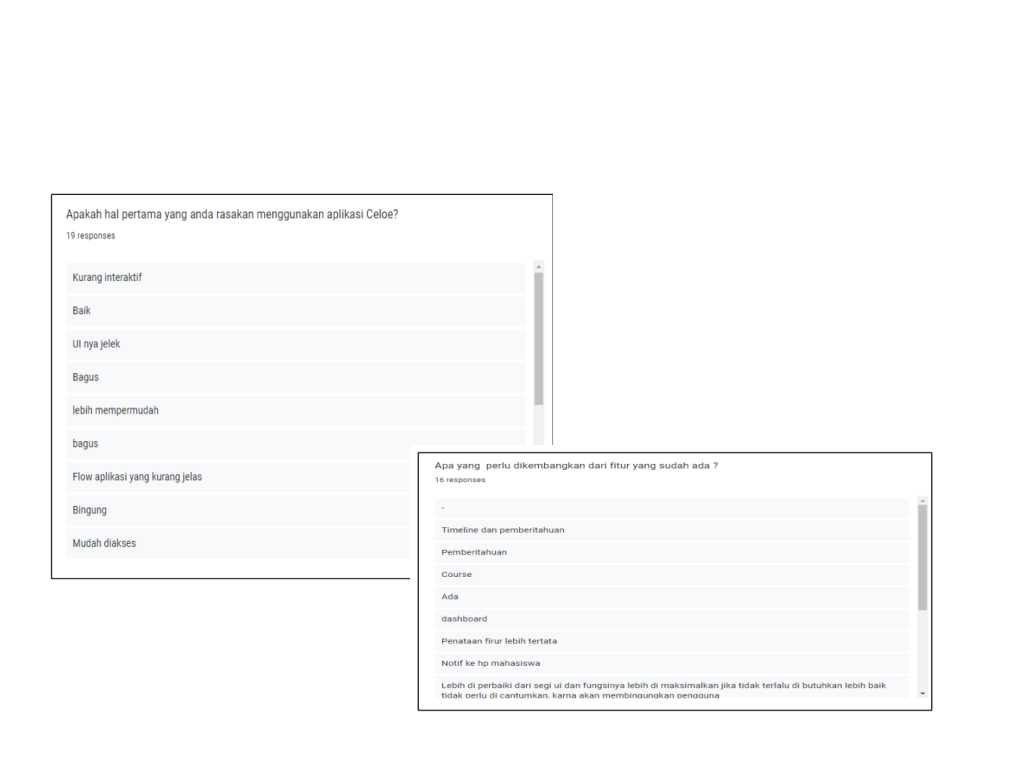 Apakah hal pertama yang anda rasakan menggunakan aplikasi Celoe?
19 responses
Kurang interaktif
Baik
UI nya jelek
Bagus
lebih mempermudah
bagus
Flow aplikasi yang kurang jelas
Bingung
Mudah diakses
Apa yang perlu dikembangkan dari fitur yang sudah ada ?
16 responses
-
Timeline dan pemberitahuan
Pemberitahuan
Course
Ada
dashboard
Penataan firur lebih tertata
Notif ke hp mahasiswa
Lebih di perbaiki dari segi ui dan fungsinya lebih di maksimalkan jika tidak terlalu di butuhkan lebih baik
tidak perlu di cantumkan, karna akan membingungkan pengguna